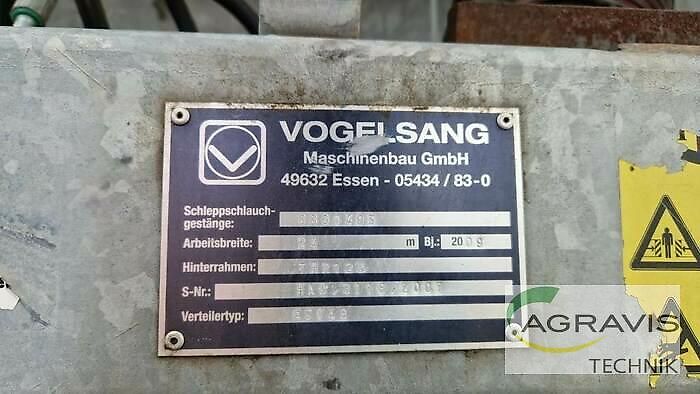 VOGELSANG
Maschinenbau GmbH
49632 Essen - 05434 / 83-0
Schleppschlauch-
gestänge:
Arbeitsbreite: m Bj.: 2009
Hinterrahmen:
S-Nr.:
Verteilertyp:
AGRAVIS
TECHNIK